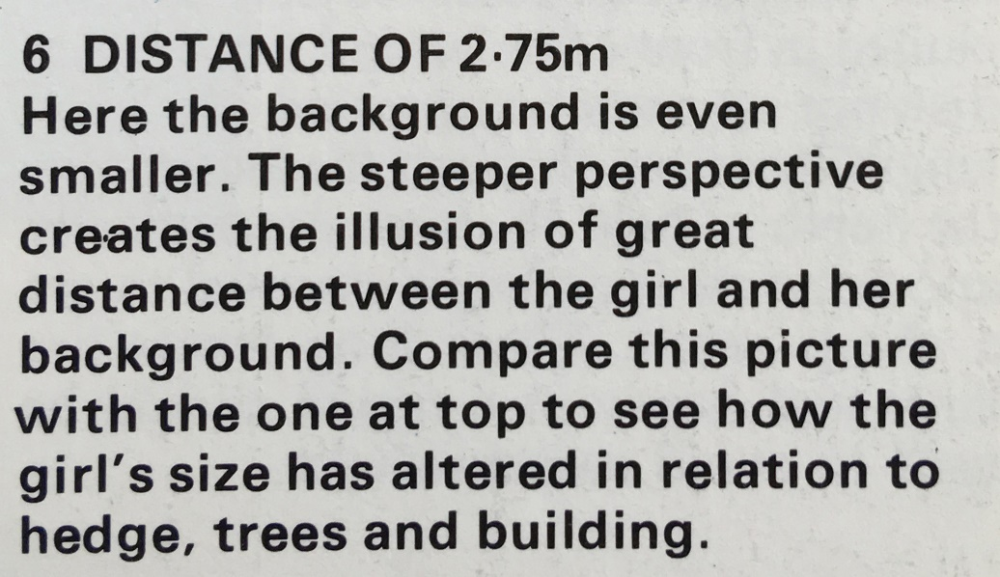 6 DISTANCE OF 2·75m
Here the background is even
smaller. The steeper perspective
creates the illusion of great
distance between the girl and her
background. Compare this picture
with the one at top to see how the
girl's size has altered in relation to
hedge, trees and building.